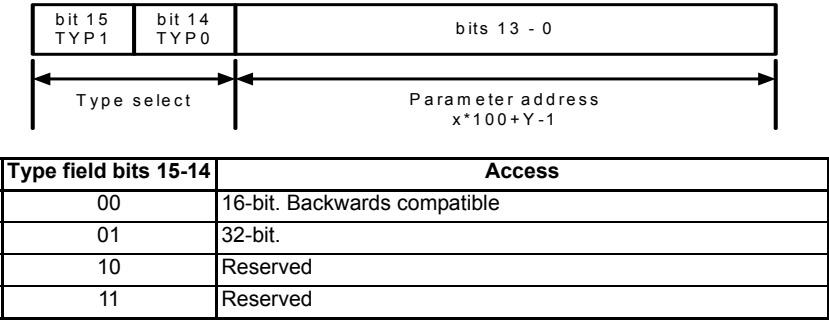 bit 15 bit 14 bits 13 - 0
TYP1 TYP0
Type select Parameter address
x*100+Y-1
Type field bits 15-14 Access
00 16-bit. Backwards compatible
01 32-bit.
10 Reserved
11 Reserved